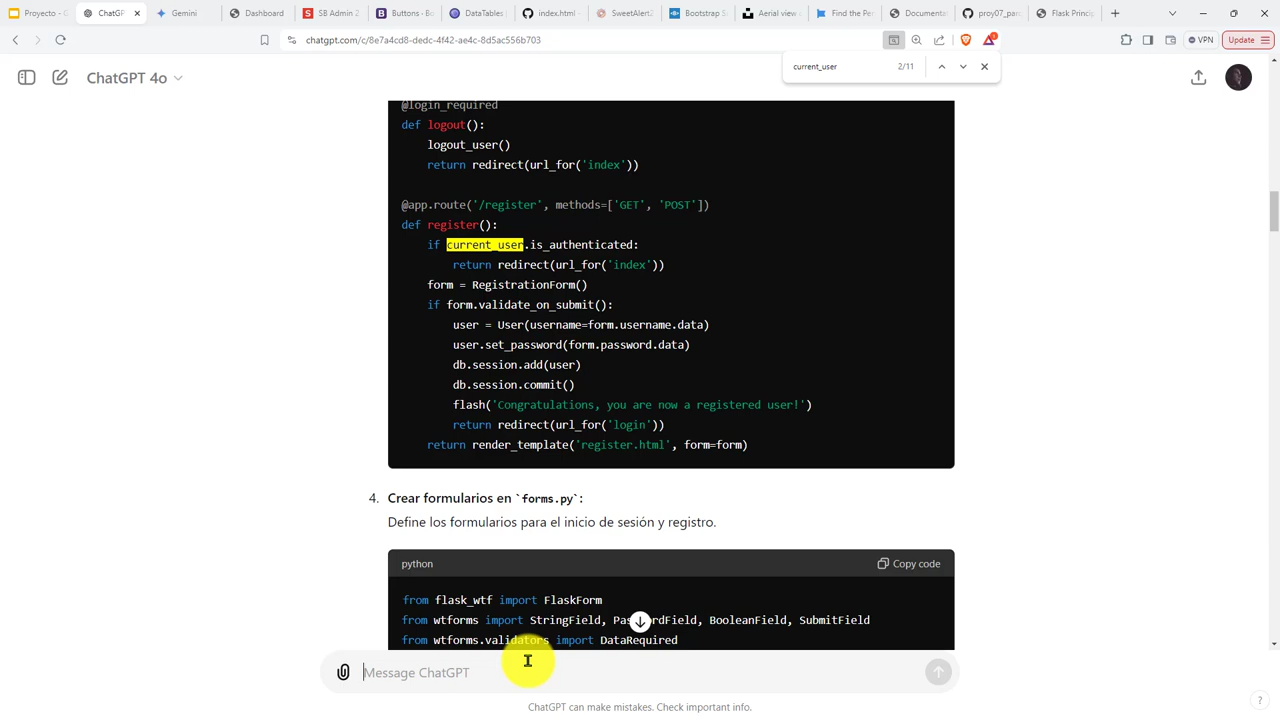 Proyecto - G
ChatGP
Gemini
Dashboard
SB Admin 2
Buttons - Bo
DataTables
index.html
SweetAlert2
Bootstrap S
Aerial view
Find the Per
Documenta
proy07_parc
Flask Princip
chatgpt.com/c/8e7a4cd8-dedc-4f42-ae4c-8d5ac556b703
VPN
Update
current_user
2/11
ChatGPT 4o
@login_required
def logout():
logout_user()
return redirect(url_for('index'))
@app.route('/register', methods=['GET', 'POST'])
def register():
if current_user.is_authenticated:
return redirect(url_for('index'))
form = RegistrationForm()
if form.validate_on_submit():
user = User(username=form.username.data)
user.set_password(form.password.data)
db.session.add(user)
db.session.commit()
flash('Congratulations, you are now a registered user!')
return redirect(url_for('login'))
return render_template('register.html', form=form)
4. Crear formularios en `forms.py`:
Define los formularios para el inicio de sesión y registro.
python
Copy code
from flask_wtf import FlaskForm
from wtforms import StringField, PasswordField, BooleanField, SubmitField
from wtforms.validators import DataRequired
Message ChatGPT
ChatGPT can make mistakes. Check important info.
?